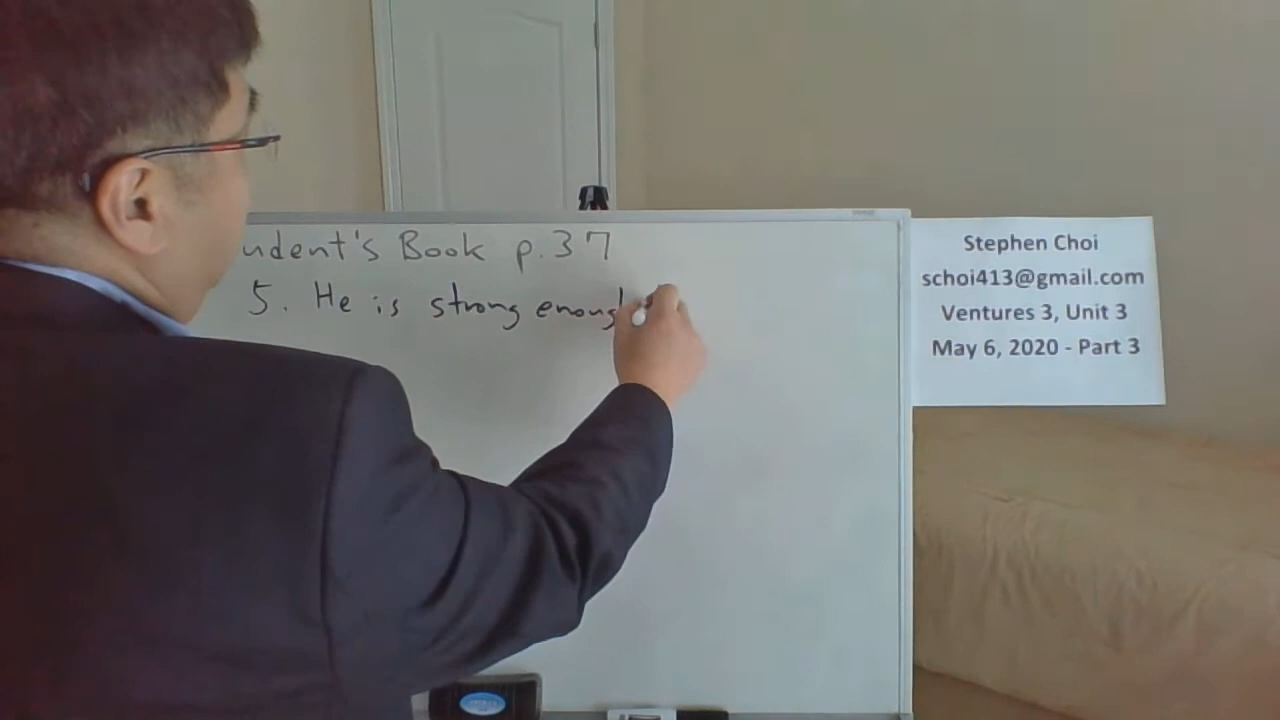 udent's Book p.37
5. He is strong enough
Stephen Choi
schoi413@gmail.com
Ventures 3, Unit 3
May 6, 2020 - Part 3